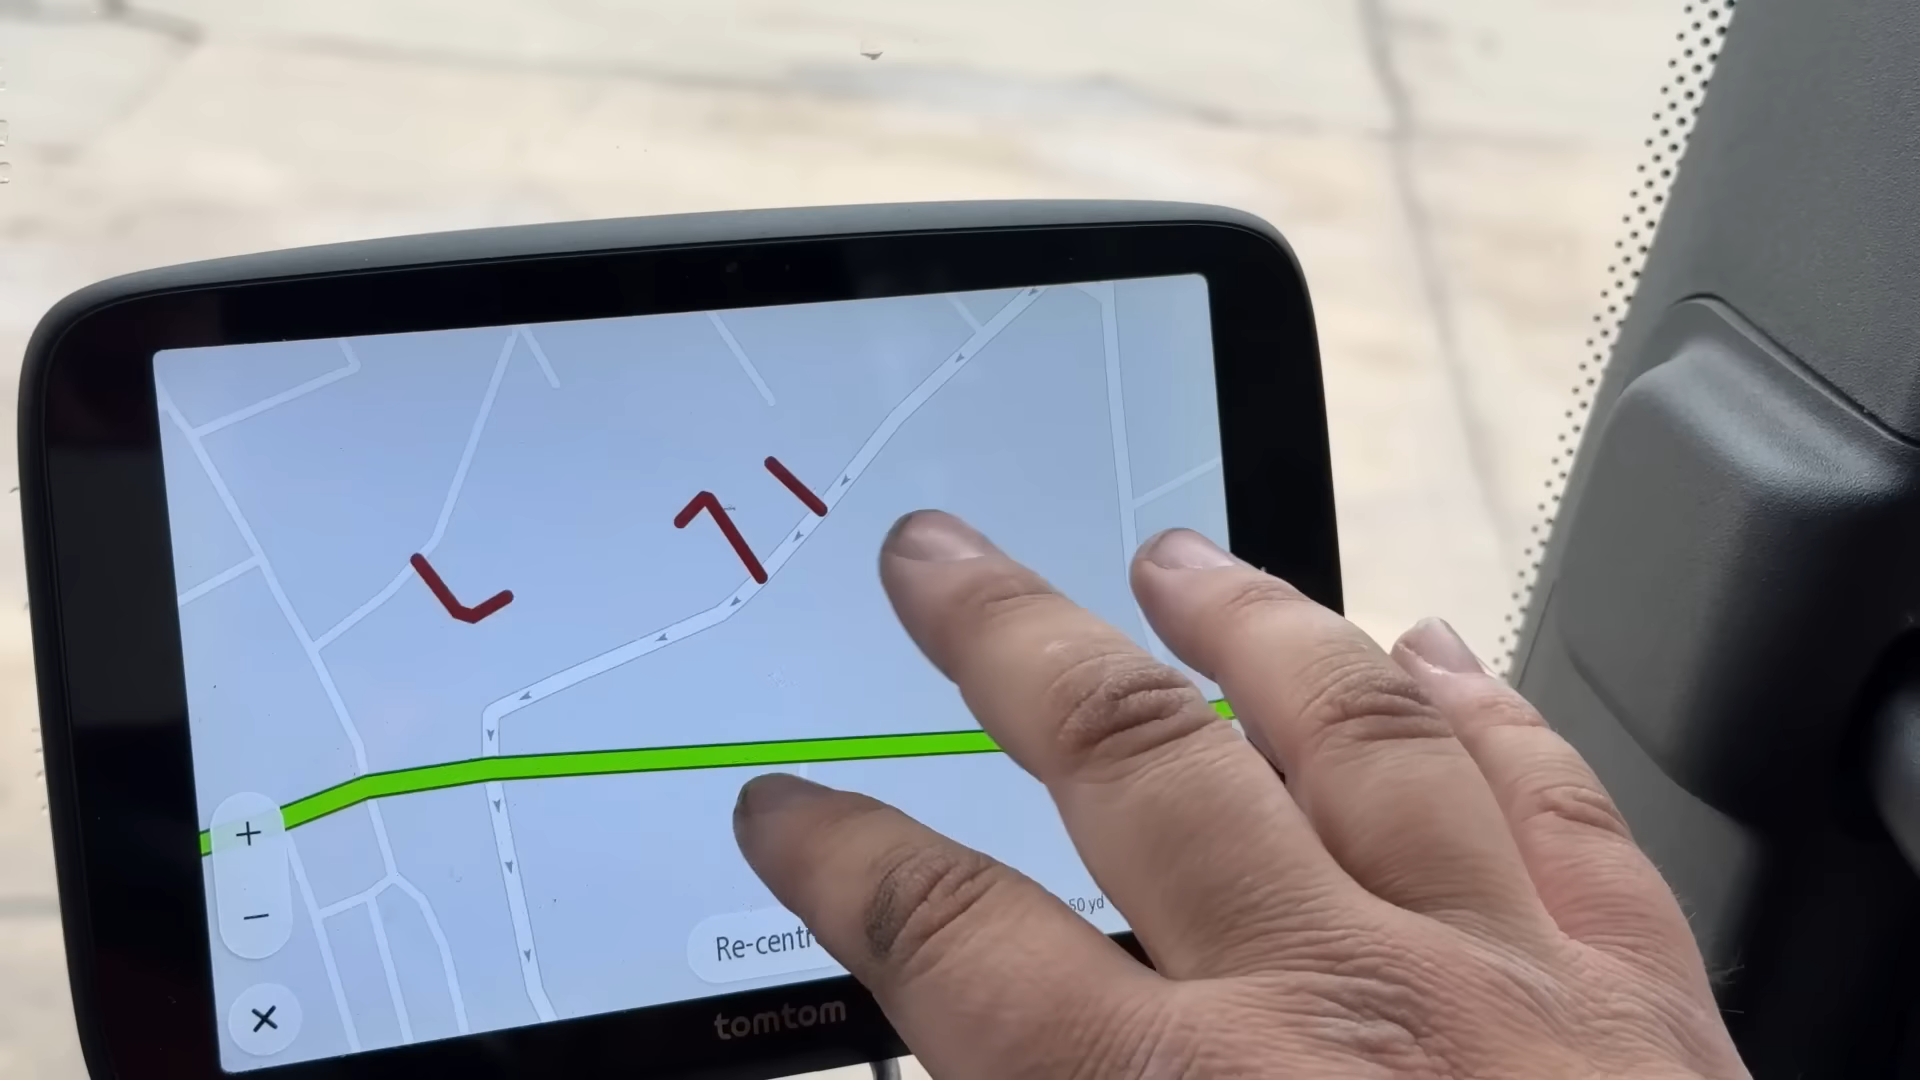 +
−
50 yd
Re-centr
×
tomtom